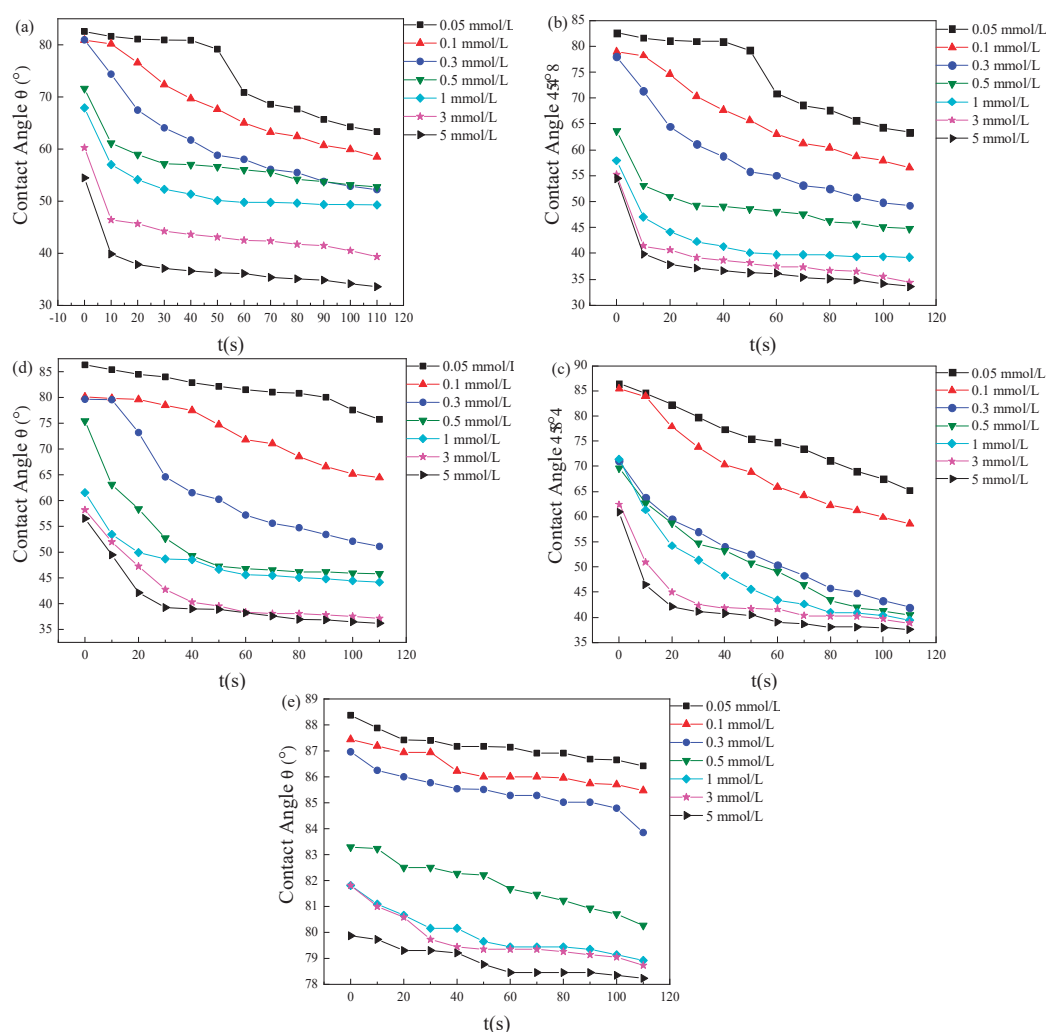 (a)
0.05 mmol/L
0.1 mmol/L
0.3 mmol/L
0.5 mmol/L
1 mmol/L
3 mmol/L
5 mmol/L
Contact Angle θ (°)
80
70
60
50
40
30
-10 0 10 20 30 40 50 60 70 80 90 100 110 120
t(s)
(b)
0.05 mmol/L
0.1 mmol/L
0.3 mmol/L
0.5 mmol/L
1 mmol/L
3 mmol/L
5 mmol/L
Contact Angle
85
80
75
70
65
60
55
50
45
40
35
30
0 20 40 60 80 100 120
t(s)
(d)
0.05 mmol/l
0.1 mmol/L
0.3 mmol/L
0.5 mmol/L
1 mmol/L
3 mmol/L
5 mmol/L
Contact Angle θ (°)
85
80
75
70
65
60
55
50
45
40
35
0 20 40 60 80 100 120
t(s)
(c)
0.05 mmol/L
0.1 mmol/L
0.3 mmol/L
0.5 mmol/L
1 mmol/L
3 mmol/L
5 mmol/L
Contact Angle
90
85
80
75
70
65
60
55
50
45
40
35
0 20 40 60 80 100 120
t(s)
(e)
0.05 mmol/L
0.1 mmol/L
0.3 mmol/L
0.5 mmol/L
1 mmol/L
3 mmol/L
5 mmol/L
Contact Angle θ (°)
89
88
87
86
85
84
83
82
81
80
79
78
0 20 40 60 80 100 120
t(s)